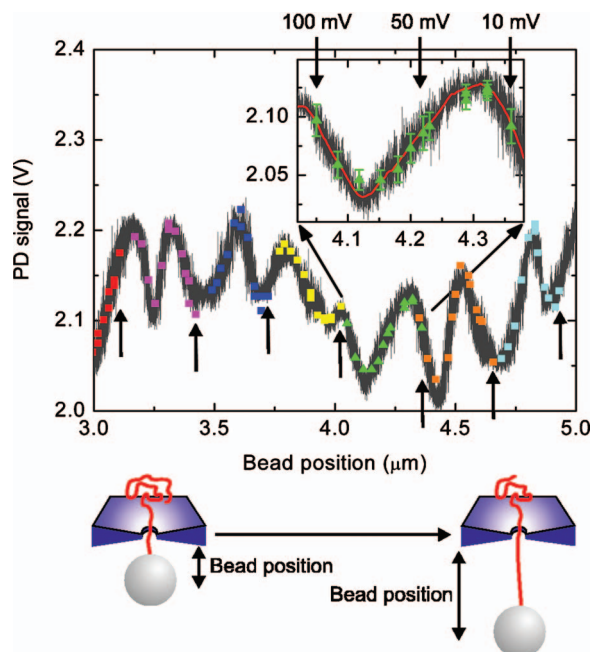 100 mV 50 mV 10 mV
2.4
2.3
2.2
2.1
2.0
PD signal (V)
2.10
2.05
4.1 4.2 4.3
3.0 3.5 4.0 4.5 5.0
Bead position (μm)
Bead position
Bead position